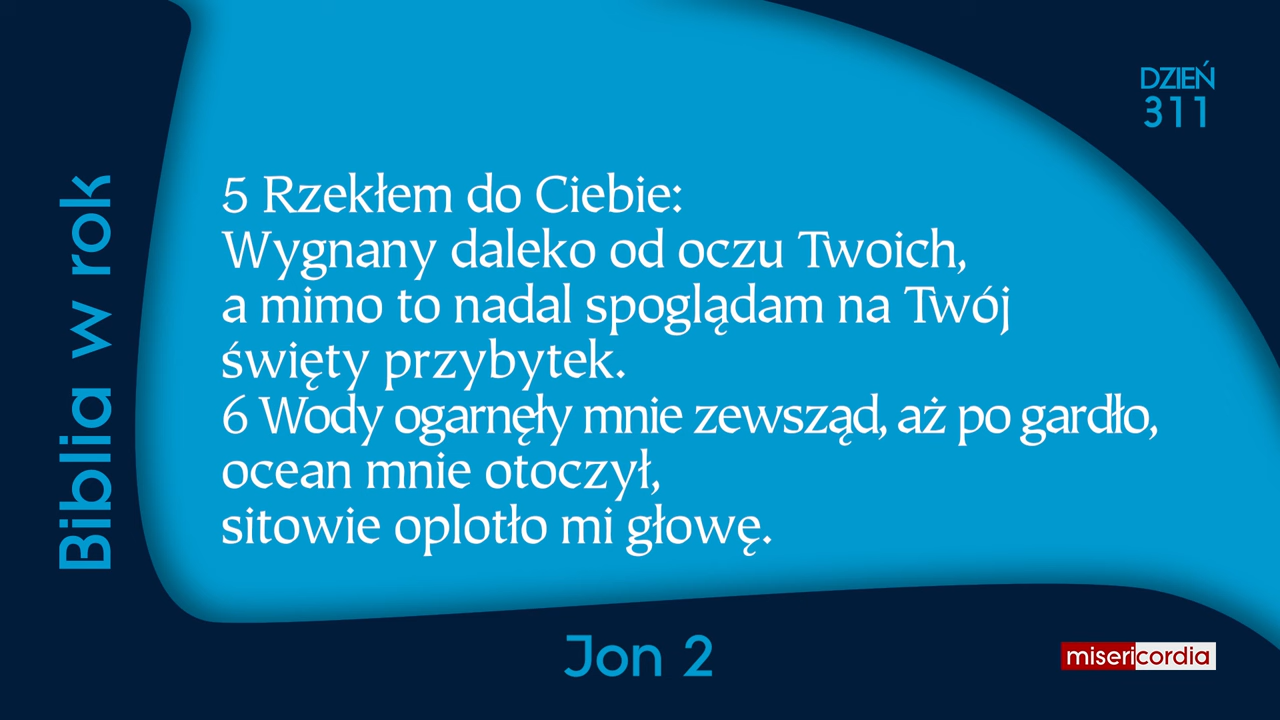 DZIEŃ
311
Biblia w rok
5 Rzekłem do Ciebie:
Wygnany daleko od oczu Twoich,
a mimo to nadal spoglądam na Twój
święty przybytek.
6 Wody ogarnęły mnie zewsząd, aż po gardło,
ocean mnie otoczył,
sitowie oplotło mi głowę.
Jon 2
misericordia